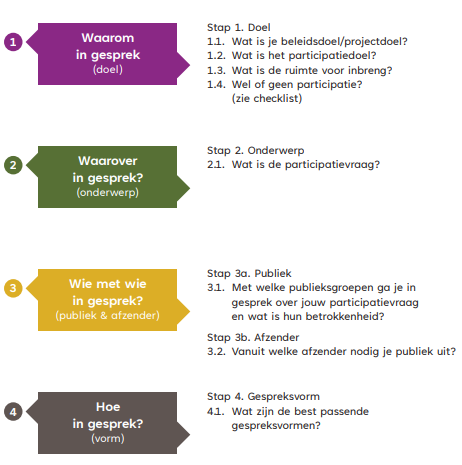 1
Waarom
in gesprek
(doel)
Stap 1. Doel
1.1. Wat is je beleidsdoel/projectdoel?
1.2. Wat is het participatiedoel?
1.3. Wat is de ruimte voor inbreng?
1.4. Wel of geen participatie?
(zie checklist)
2
Waarover
in gesprek?
(onderwerp)
Stap 2. Onderwerp
2.1. Wat is de participatievraag?
3
Wie met wie
in gesprek?
(publiek & afzender)
Stap 3a. Publiek
3.1. Met welke publieksgroepen ga je in
gesprek over jouw participatievraag
en wat is hun betrokkenheid?
Stap 3b. Afzender
3.2. Vanuit welke afzender nodig je publiek uit?
4
Hoe
in gesprek?
(vorm)
Stap 4. Gespreksvorm
4.1. Wat zijn de best passende
gespreksvormen?